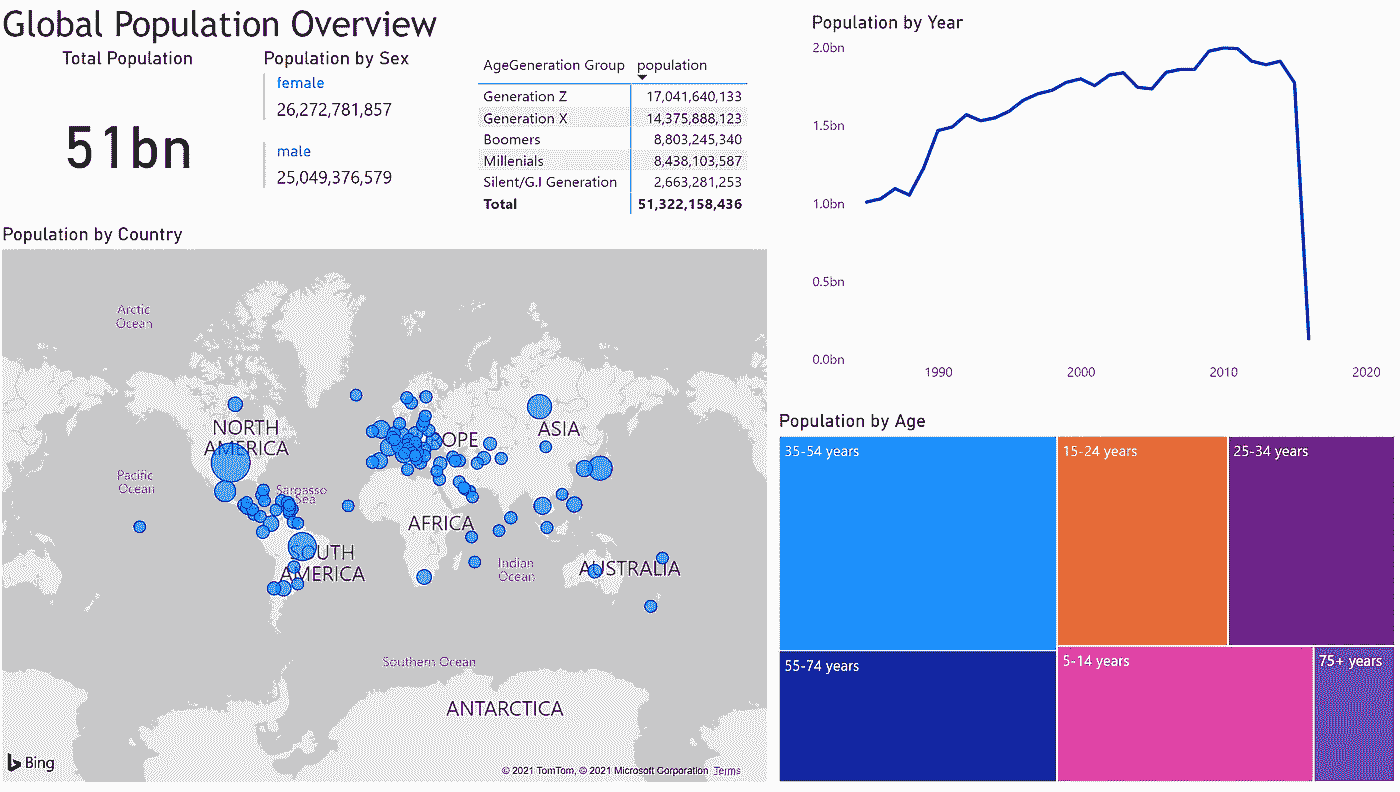 Global Population Overview
Total Population
51bn
Population by Sex
female
26,272,781,857
male
25,049,376,579
AgeGeneration Group population
Generation Z 17,041,640,133
Generation X 14,375,888,123
Boomers 8,803,245,340
Millenials 8,438,103,587
Silent/G.I Generation 2,663,281,253
Total 51,322,158,436
Population by Year
2.0bn
1.5bn
1.0bn
0.5bn
0.0bn
1990 2000 2010 2020
Population by Country
Arctic
Ocean
NORTH
AMERICA
OPE
ASIA
Pacific
Ocean
Sargasso
Sea
AFRICA
SOUTH
AMERICA
Indian
Ocean
AUSTRALIA
Southern Ocean
ANTARCTICA
Bing
© 2021 TomTom, © 2021 Microsoft Corporation Terms
Population by Age
35-54 years
15-24 years
25-34 years
55-74 years
5-14 years
75+ years